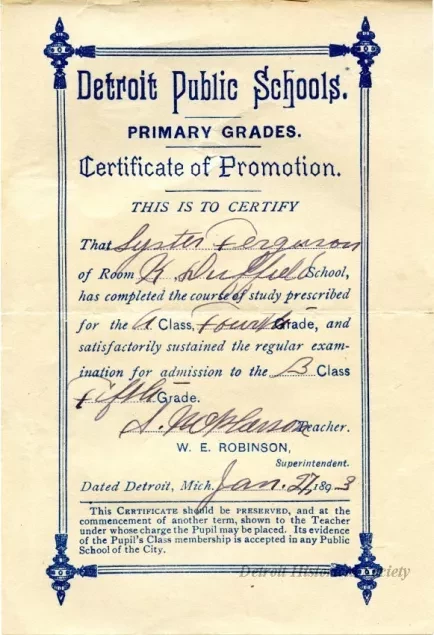 Detroit Public Schools.
PRIMARY GRADES.
Certificate of Promotion.
THIS IS TO CERTIFY
That Lyster Ferguson
of Room K. Duffield School,
has completed the course of study prescribed
for the A Class, Fourth Grade, and
satisfactorily sustained the regular exam-
ination for admission to the B Class
Fifth Grade.
S. Teacher.
W. E. ROBINSON,
Superintendent.
Dated Detroit, Mich. Jan. 27, 1893
This CERTIFICATE should be PRESERVED, and at the
commencement of another term, shown to the Teacher
under whose charge the Pupil may be placed. Its evidence
of the Pupil's Class membership is accepted in any Public
School of the City.
Detroit Historical Society